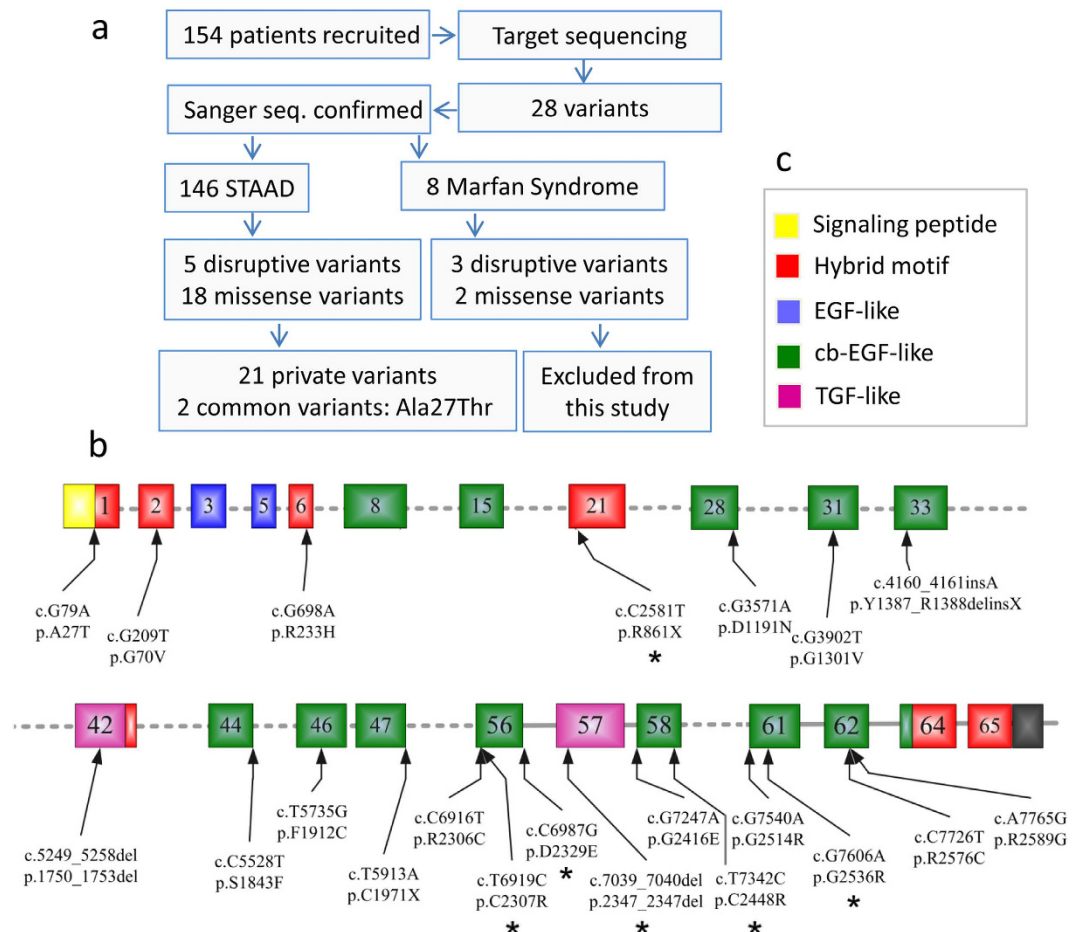 a
154 patients recruited
Target sequencing
Sanger seq. confirmed
28 variants
146 STAAD
8 Marfan Syndrome
5 disruptive variants
18 missense variants
3 disruptive variants
2 missense variants
21 private variants
2 common variants: Ala27Thr
Excluded from
this study
c
Signaling peptide
Hybrid motif
EGF-like
cb-EGF-like
TGF-like
b
1
2
3
5
6
8
15
21
28
31
33
c.G79A
p.A27T
c.G209T
p.G70V
c.G698A
p.R233H
c.C2581T
p.R861X
*
c.G3571A
p.D1191N
c.G3902T
p.G1301V
c.4160_4161insA
p.Y1387_R1388delinsX
42
44
46
47
56
57
58
61
62
64
65
c.5249_5258del
p.1750_1753del
c.C5528T
p.S1843F
c.T5735G
p.F1912C
c.T5913A
p.C1971X
c.C6916T
p.R2306C
c.T6919C
p.C2307R
*
c.C6987G
p.D2329E
*
c.7039_7040del
p.2347_2347del
*
c.G7247A
p.G2416E
c.T7342C
p.C2448R
*
c.G7540A
p.G2514R
c.G7606A
p.G2536R
*
c.C7726T
p.R2576C
c.A7765G
p.R2589G